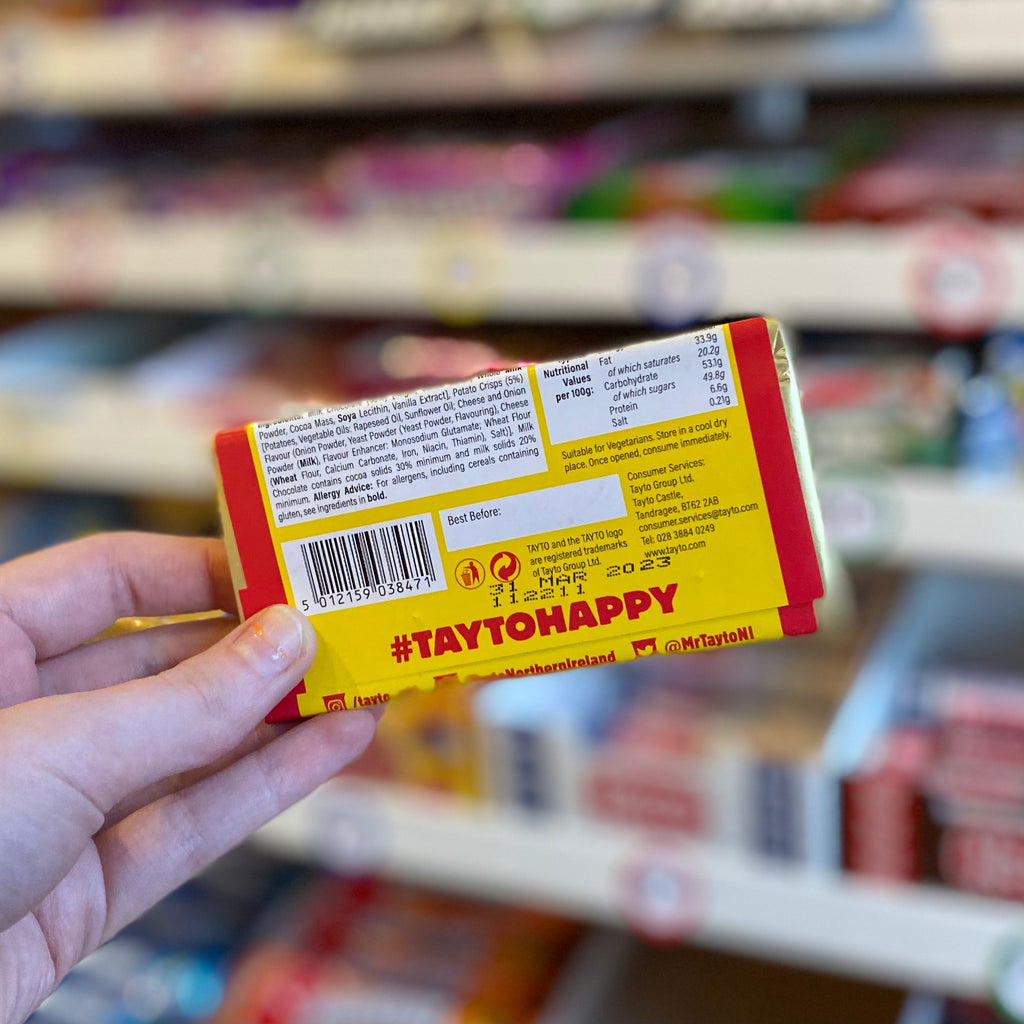 Powder, Cocoa Mass, Soya Lecithin, Vanilla Extract], Potato Crisps (5%)
[Potatoes, Vegetable Oils: Rapeseed Oil, Sunflower Oil; Cheese and Onion
Flavour (Onion Powder, Yeast Powder (Yeast Powder, Flavouring), Cheese
Powder (Milk), Flavour Enhancer: Monosodium Glutamate; Wheat Flour
(Wheat Flour, Calcium Carbonate, Iron, Niacin, Thiamin), Salt)]. Milk
Chocolate contains cocoa solids 30% minimum and milk solids 20%
minimum. Allergy Advice: For allergens, including cereals containing
gluten, see ingredients in bold.
Nutritional
Values
per 100g:
Fat 33.9g
of which saturates 20.2g
Carbohydrate 53.1g
of which sugars 49.8g
Protein 6.6g
Salt 0.21g
Suitable for Vegetarians. Store in a cool dry
place. Once opened, consume immediately.
Best Before:
Consumer Services:
Tayto Group Ltd.
Tayto Castle,
Tandragee, BT62 2AB
consumer.services@tayto.com
Tel: 028 3884 0249
www.tayto.com
5 012159 038471
TAYTO and the TAYTO logo
are registered trademarks
of Tayto Group Ltd.
31 MAR 2023
112211
#TAYTOHAPPY
/tayto
NorthernIreland
@MrTaytoNI